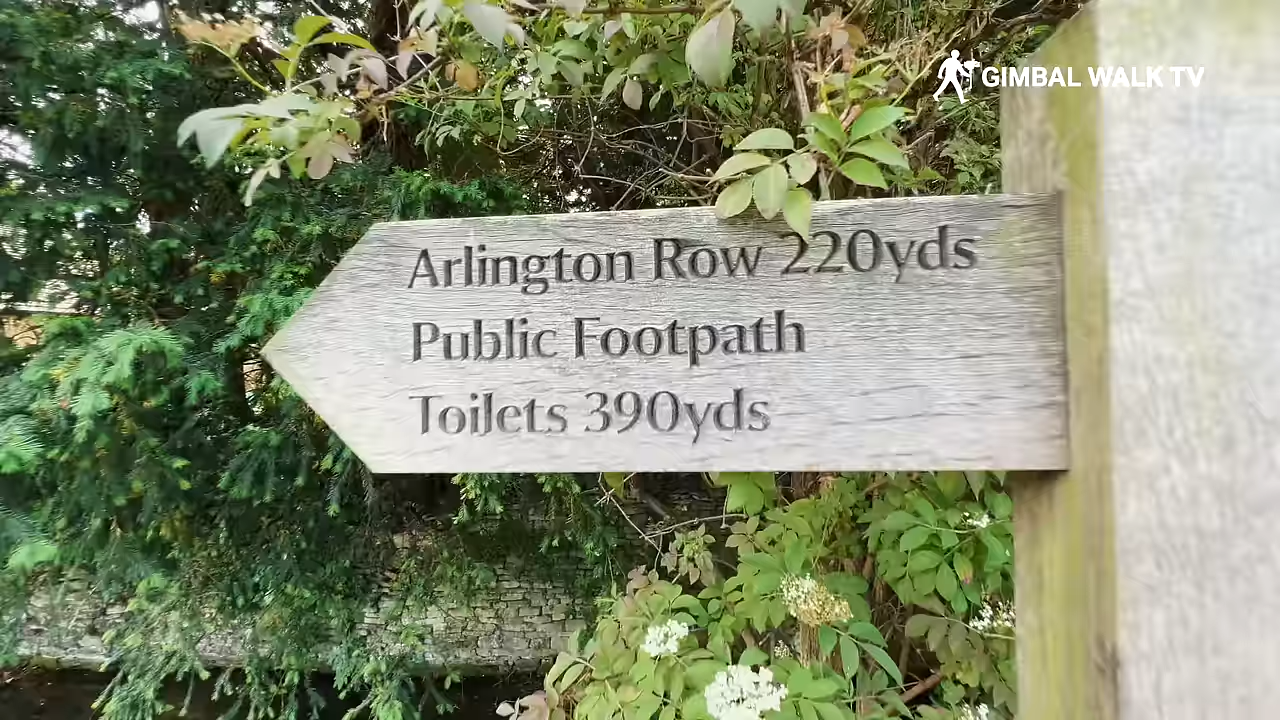 GIMBAL WALK TV
Arlington Row 220yds
Public Footpath
Toilets 390yds